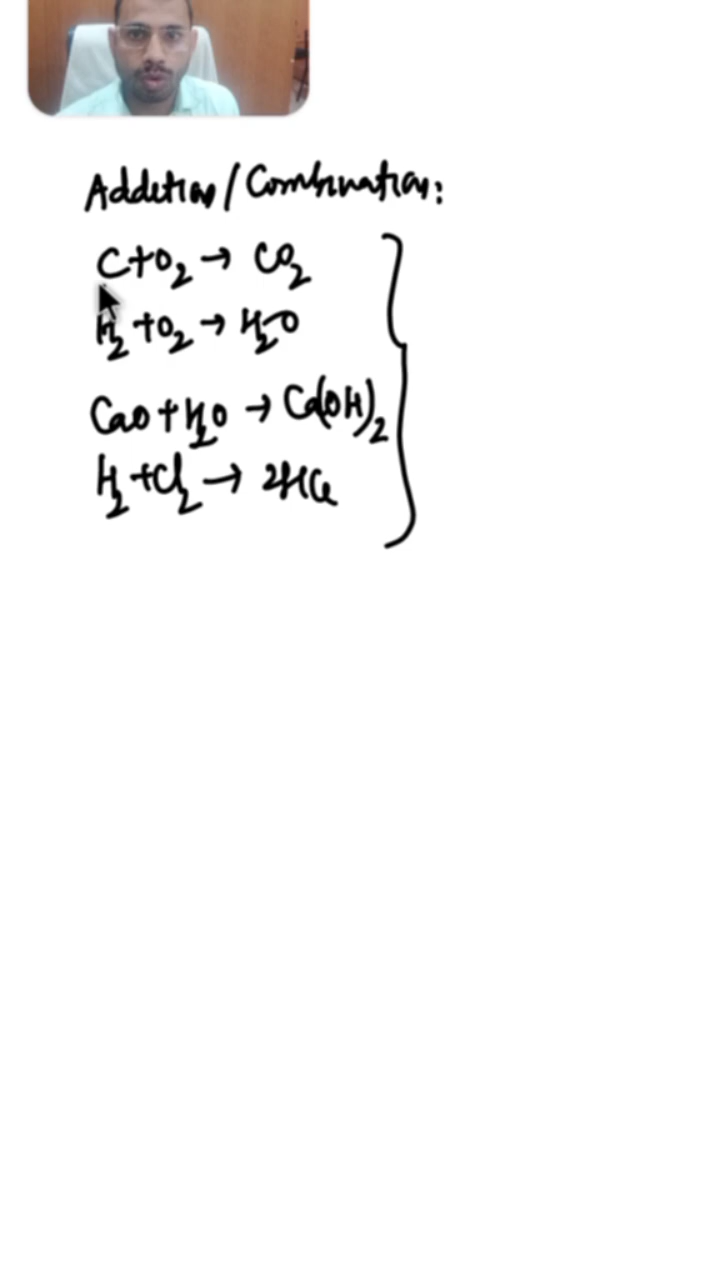 Addition/Combination:
C+O₂ → CO₂
H₂+O₂ → H₂O
CaO+H₂O → Ca(OH)₂
H₂+Cl₂ → 2HCl